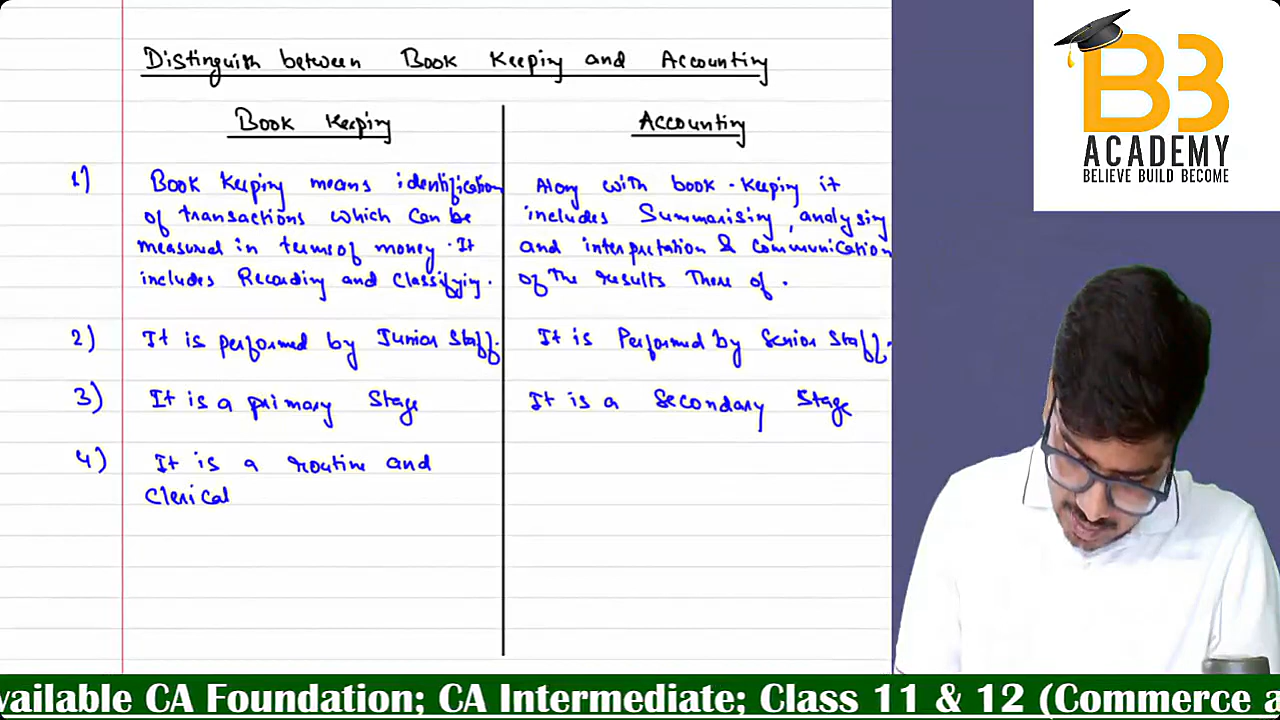 Distinguish between Book Keeping and Accounting
Book Keeping
Accounting
1)
Book Keeping means identification
of transactions which can be
measured in terms of money. It
includes Recording and Classifying.
Along with book-keeping it
includes Summarising, analysing
and interpretation & communication
of the results There of.
2)
It is performed by Junior Staff.
It is Performed by Senior Staff.
3)
It is a primary Stage
It is a Secondary Stage
4)
It is a routine and
Clerical
B3
ACADEMY
BELIEVE BUILD BECOME
vailable CA Foundation; CA Intermediate; Class 11 & 12 (Commerce a